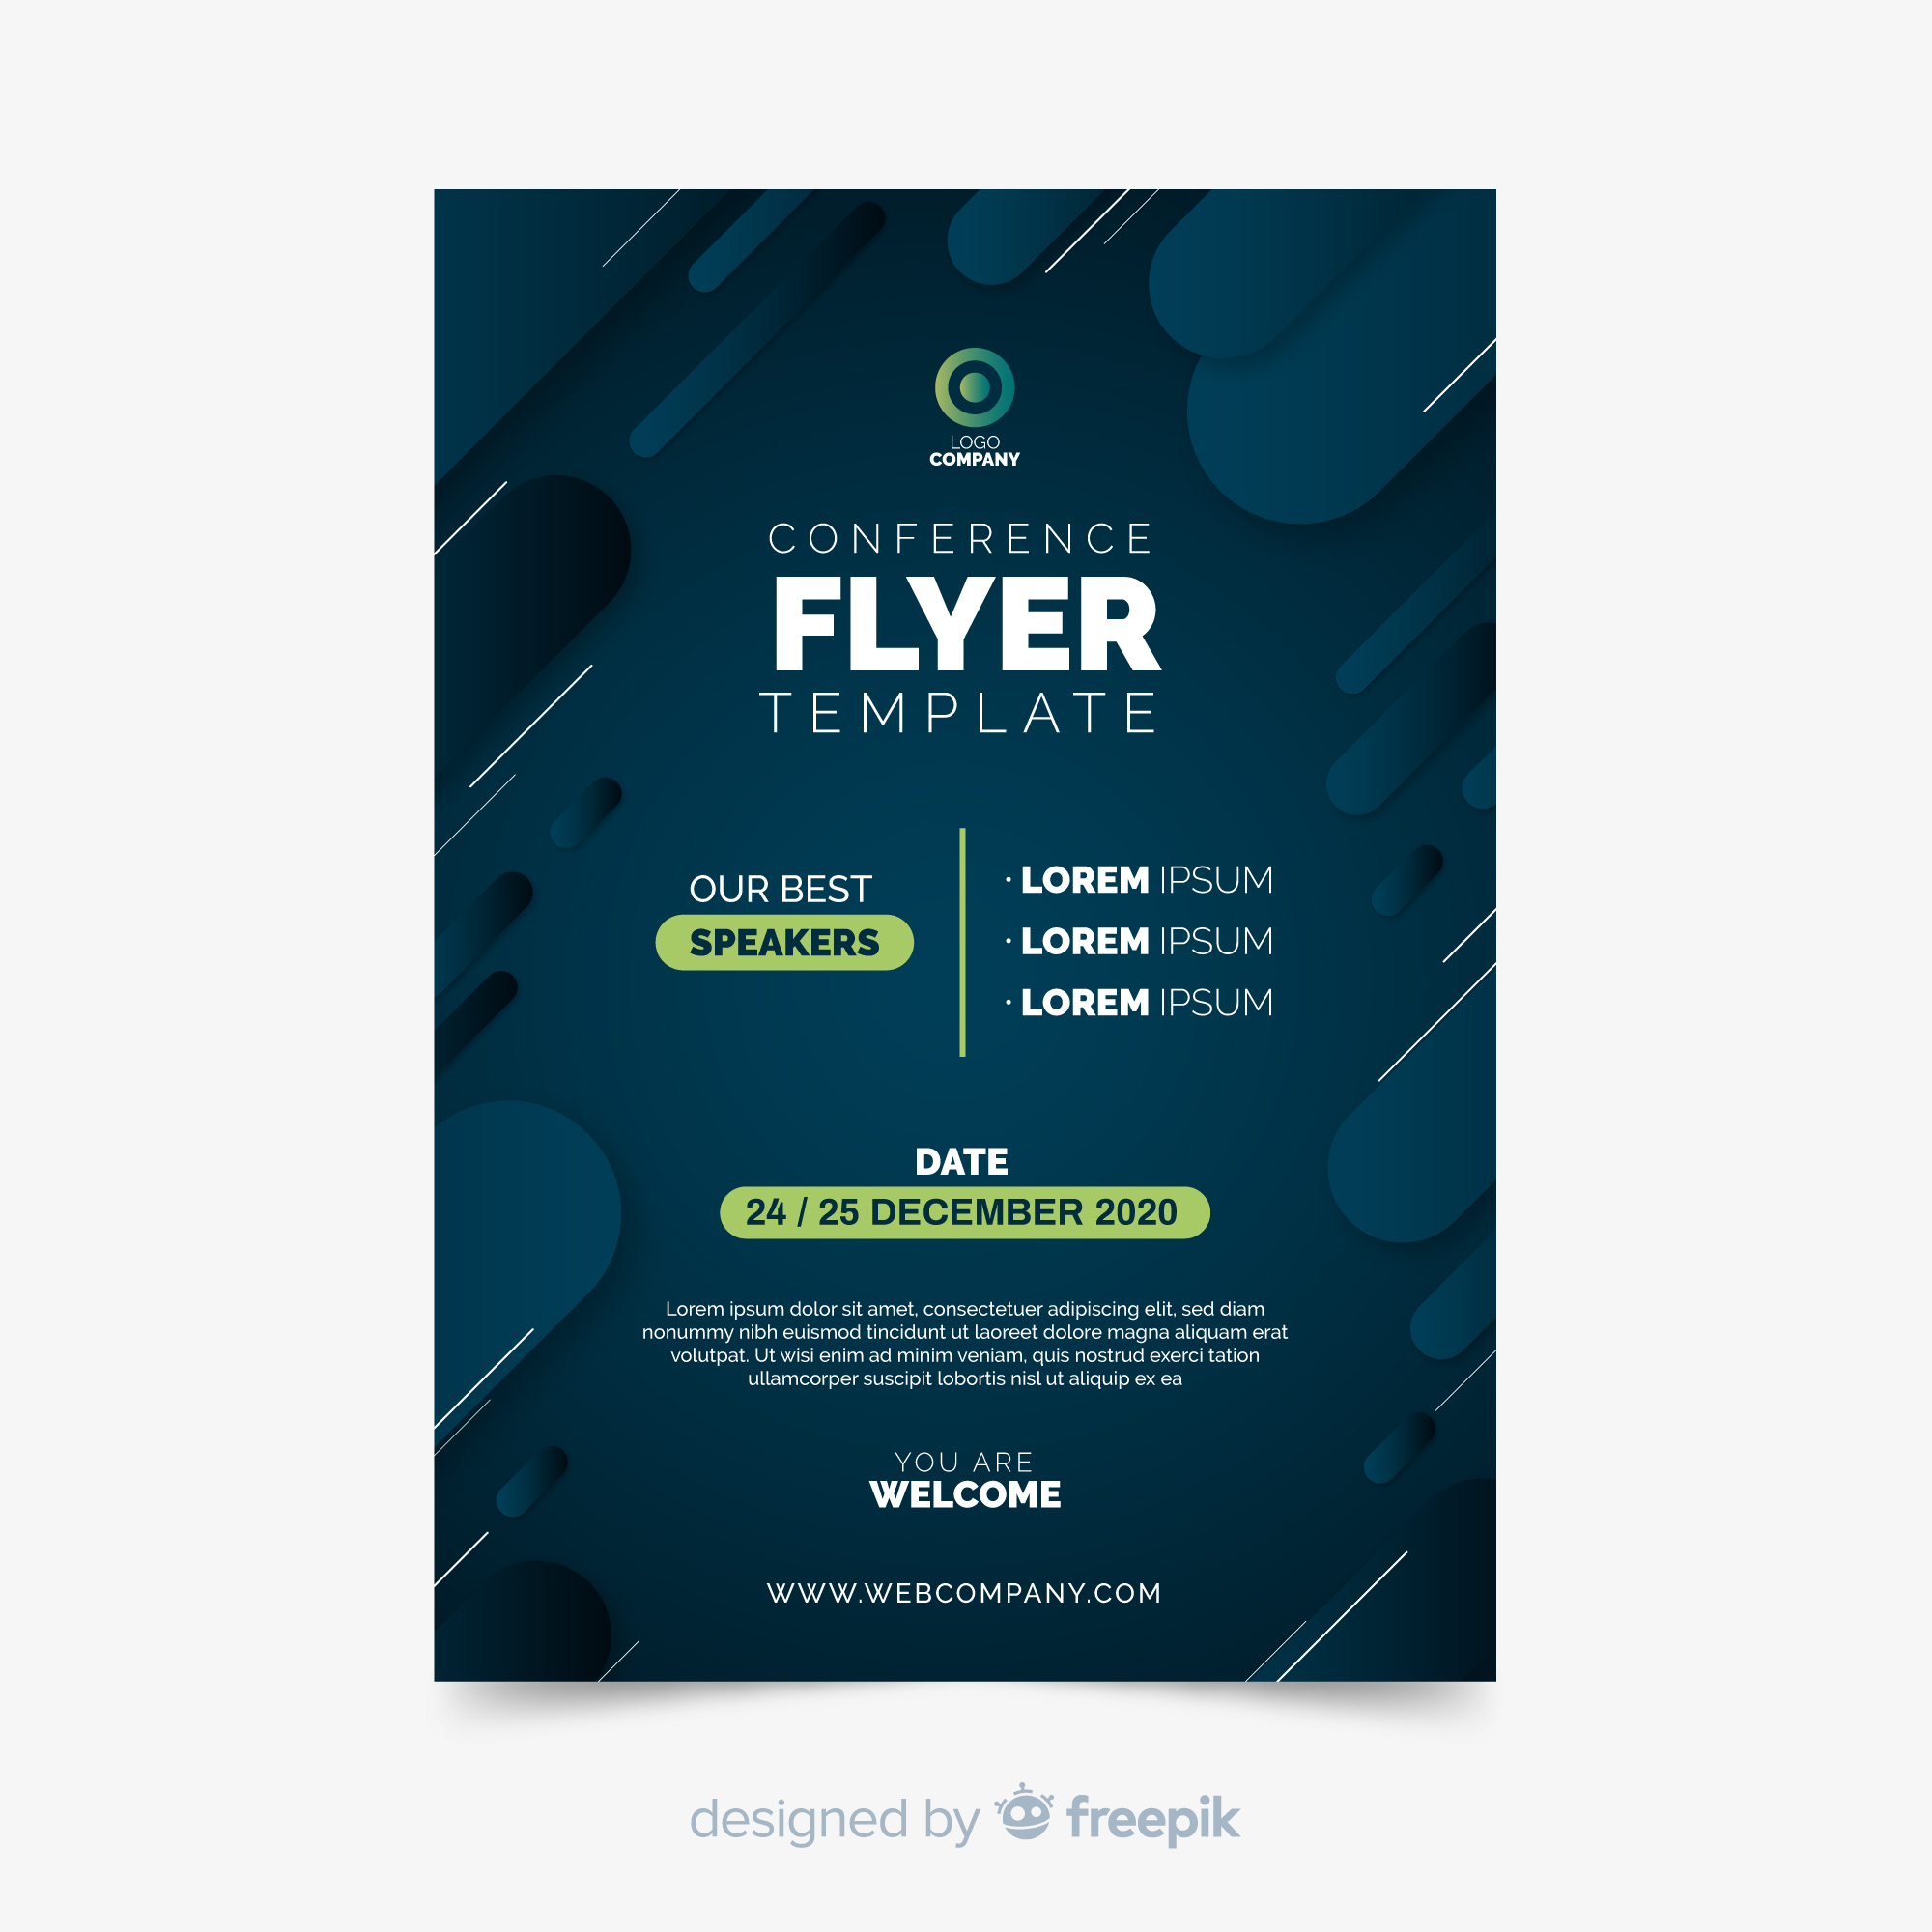 LOGO
COMPANY
CONFERENCE
FLYER
TEMPLATE
OUR BEST
SPEAKERS
· LOREM IPSUM
· LOREM IPSUM
· LOREM IPSUM
DATE
24 / 25 DECEMBER 2020
Lorem ipsum dolor sit amet, consectetuer adipiscing elit, sed diam
nonummy nibh euismod tincidunt ut laoreet dolore magna aliquam erat
volutpat. Ut wisi enim ad minim veniam, quis nostrud exerci tation
ullamcorper suscipit lobortis nisl ut aliquip ex ea
YOU ARE
WELCOME
WWW.WEBCOMPANY.COM
designed by freepik